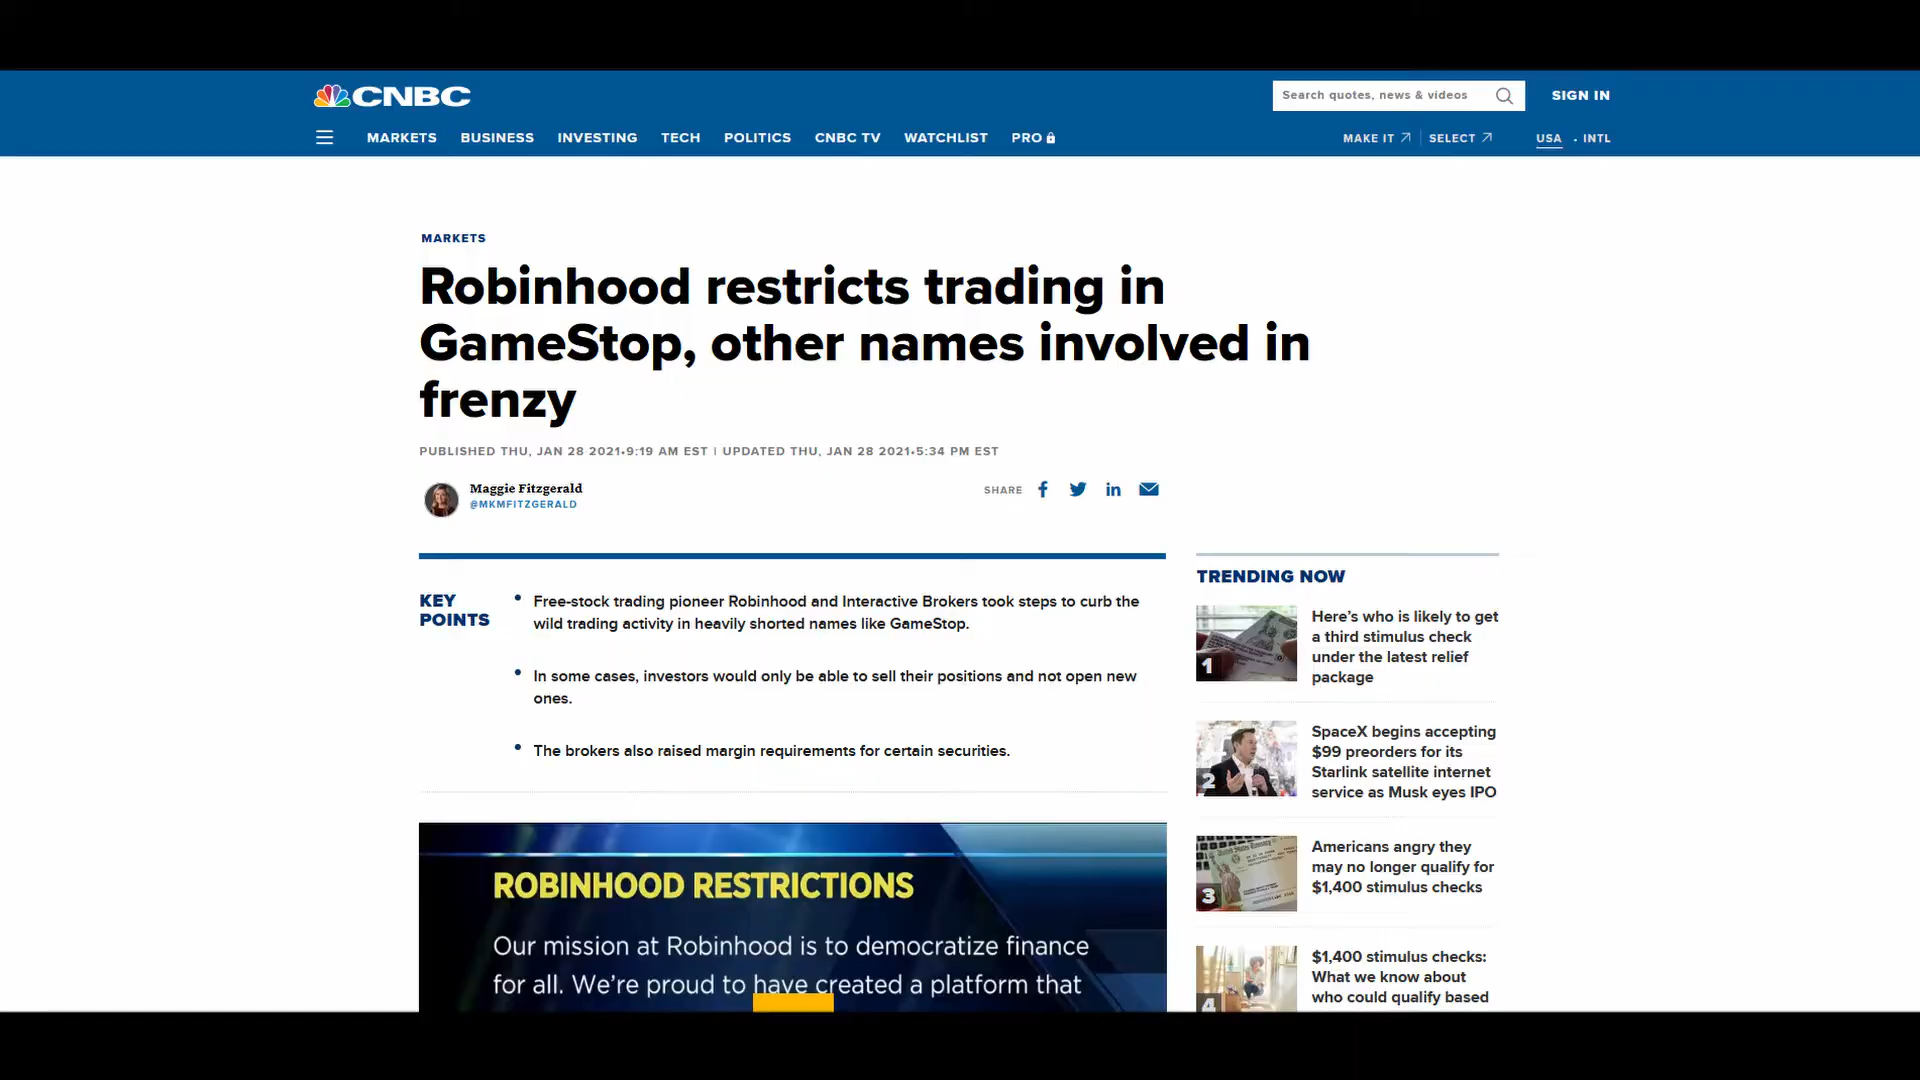 CNBC
Search quotes, news & videos
SIGN IN
MARKETS BUSINESS INVESTING TECH POLITICS CNBC TV WATCHLIST PRO
MAKE IT SELECT USA • INTL
MARKETS
Robinhood restricts trading in
GameStop, other names involved in
frenzy
PUBLISHED THU, JAN 28 2021•9:19 AM EST | UPDATED THU, JAN 28 2021•5:34 PM EST
Maggie Fitzgerald
@MKMFITZGERALD
SHARE
KEY
POINTS
• Free-stock trading pioneer Robinhood and Interactive Brokers took steps to curb the
wild trading activity in heavily shorted names like GameStop.
• In some cases, investors would only be able to sell their positions and not open new
ones.
• The brokers also raised margin requirements for certain securities.
ROBINHOOD RESTRICTIONS
Our mission at Robinhood is to democratize finance
for all. We're proud to have created a platform that
TRENDING NOW
1
Here's who is likely to get
a third stimulus check
under the latest relief
package
2
SpaceX begins accepting
$99 preorders for its
Starlink satellite internet
service as Musk eyes IPO
3
Americans angry they
may no longer qualify for
$1,400 stimulus checks
4
$1,400 stimulus checks:
What we know about
who could qualify based